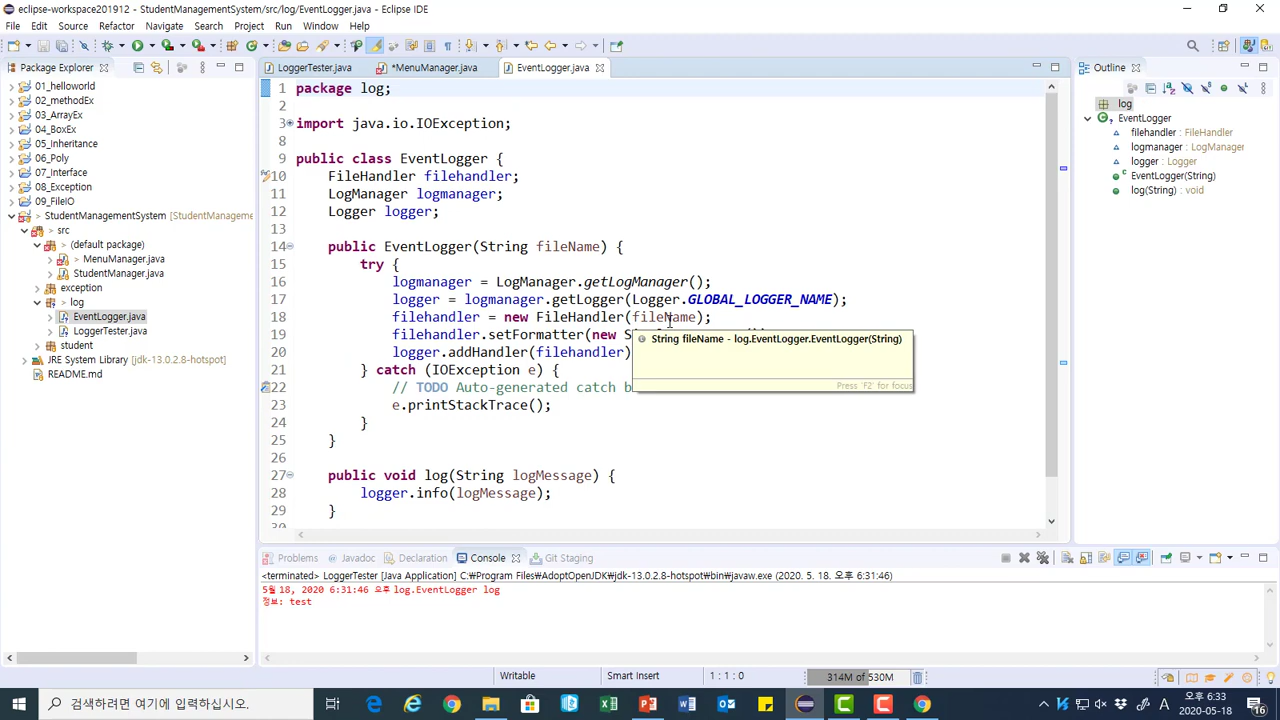 eclipse-workspace201912 - StudentManagementSystem/src/log/EventLogger.java - Eclipse IDE
File Edit Source Refactor Navigate Search Project Run Window Help
Package Explorer
LoggerTester.java
*MenuManager.java
EventLogger.java
Outline
01_helloworld
02_methodEx
03_ArrayEx
04_BoxEx
05_Inheritance
06_Poly
07_Interface
08_Exception
09_FileIO
> StudentManagementSystem [StudentManageme
> src
> (default package)
> MenuManager.java
> StudentManager.java
exception
> log
EventLogger.java
LoggerTester.java
student
JRE System Library [jdk-13.0.2.8-hotspot]
README.md
1 package log;
2
3 import java.io.IOException;
8
9 public class EventLogger {
10 FileHandler filehandler;
11 LogManager logmanager;
12 Logger logger;
13
14 public EventLogger(String fileName) {
15 try {
16 logmanager = LogManager.getLogManager();
17 logger = logmanager.getLogger(Logger.GLOBAL_LOGGER_NAME);
18 filehandler = new FileHandler(fileName);
19 filehandler.setFormatter(new S
20 logger.addHandler(filehandler)
21 } catch (IOException e) {
22 // TODO Auto-generated catch b
23 e.printStackTrace();
24 }
25 }
26
27 public void log(String logMessage) {
28 logger.info(logMessage);
29 }
30
String fileName - log.EventLogger.EventLogger(String)
Press 'F2' for focus
log
EventLogger
filehandler : FileHandler
logmanager : LogManager
logger : Logger
EventLogger(String)
log(String) : void
Problems Javadoc Declaration Console Git Staging
<terminated> LoggerTester [Java Application] C:₩Program Files₩AdoptOpenJDK₩jdk-13.0.2.8-hotspot₩bin₩javaw.exe (2020. 5. 18. 오후 6:31:46)
5월 18, 2020 6:31:46 오후 log.EventLogger log
정보: test
Writable
Smart Insert
1 : 1 : 0
314M of 530M
검색하려면 여기에 입력하십시오.
A
오후 6:33
2020-05-18
16